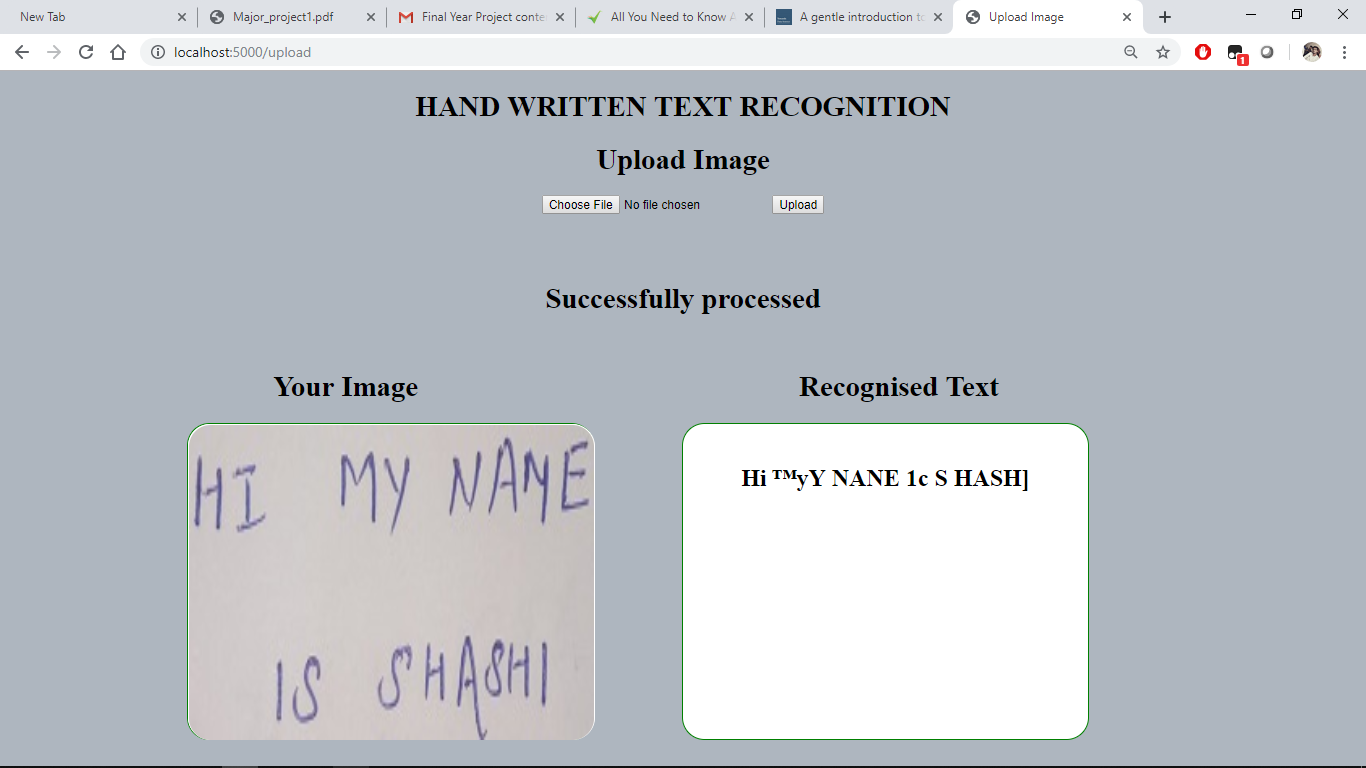 New Tab
Major_project1.pdf
Final Year Project conte
All You Need to Know A
A gentle introduction to
Upload Image
localhost:5000/upload
1
HAND WRITTEN TEXT RECOGNITION
Upload Image
Choose File No file chosen Upload
Successfully processed
Your Image
Recognised Text
HI MY NAME
IS SHASHI
Hi ™yY NANE 1c S HASH]